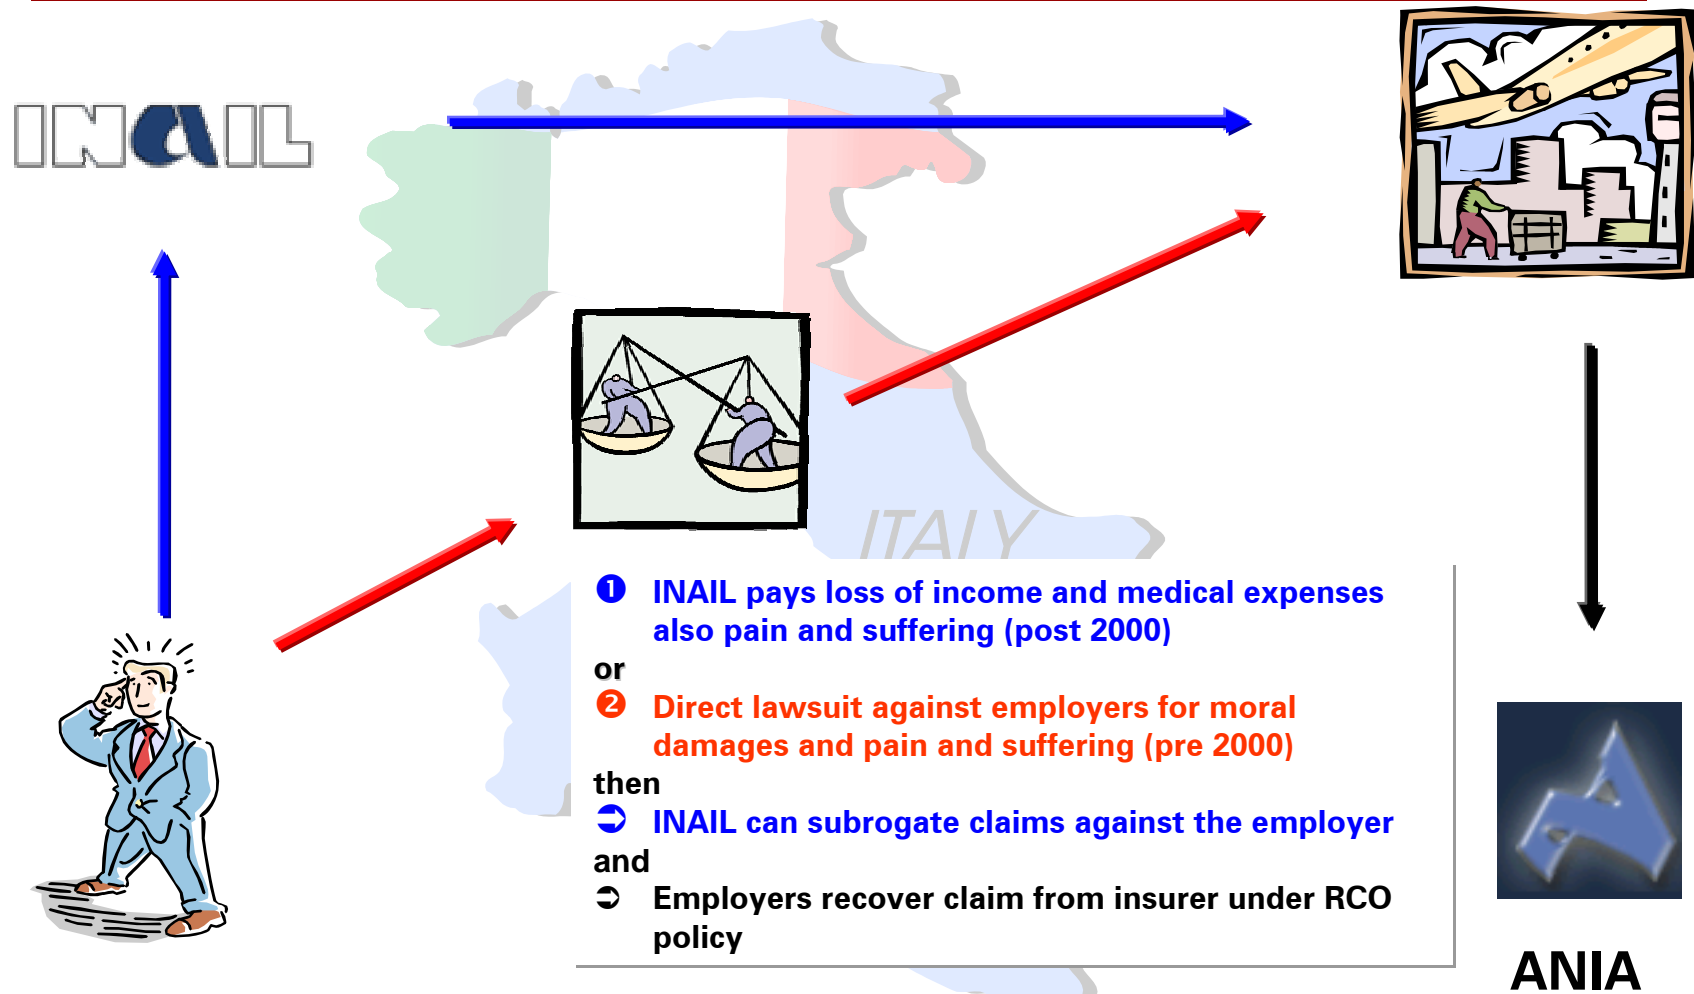 INAIL
ITALY
❶ INAIL pays loss of income and medical expenses
also pain and suffering (post 2000)
or
❷ Direct lawsuit against employers for moral
damages and pain and suffering (pre 2000)
then
➲ INAIL can subrogate claims against the employer
and
➲ Employers recover claim from insurer under RCO
policy
ANIA